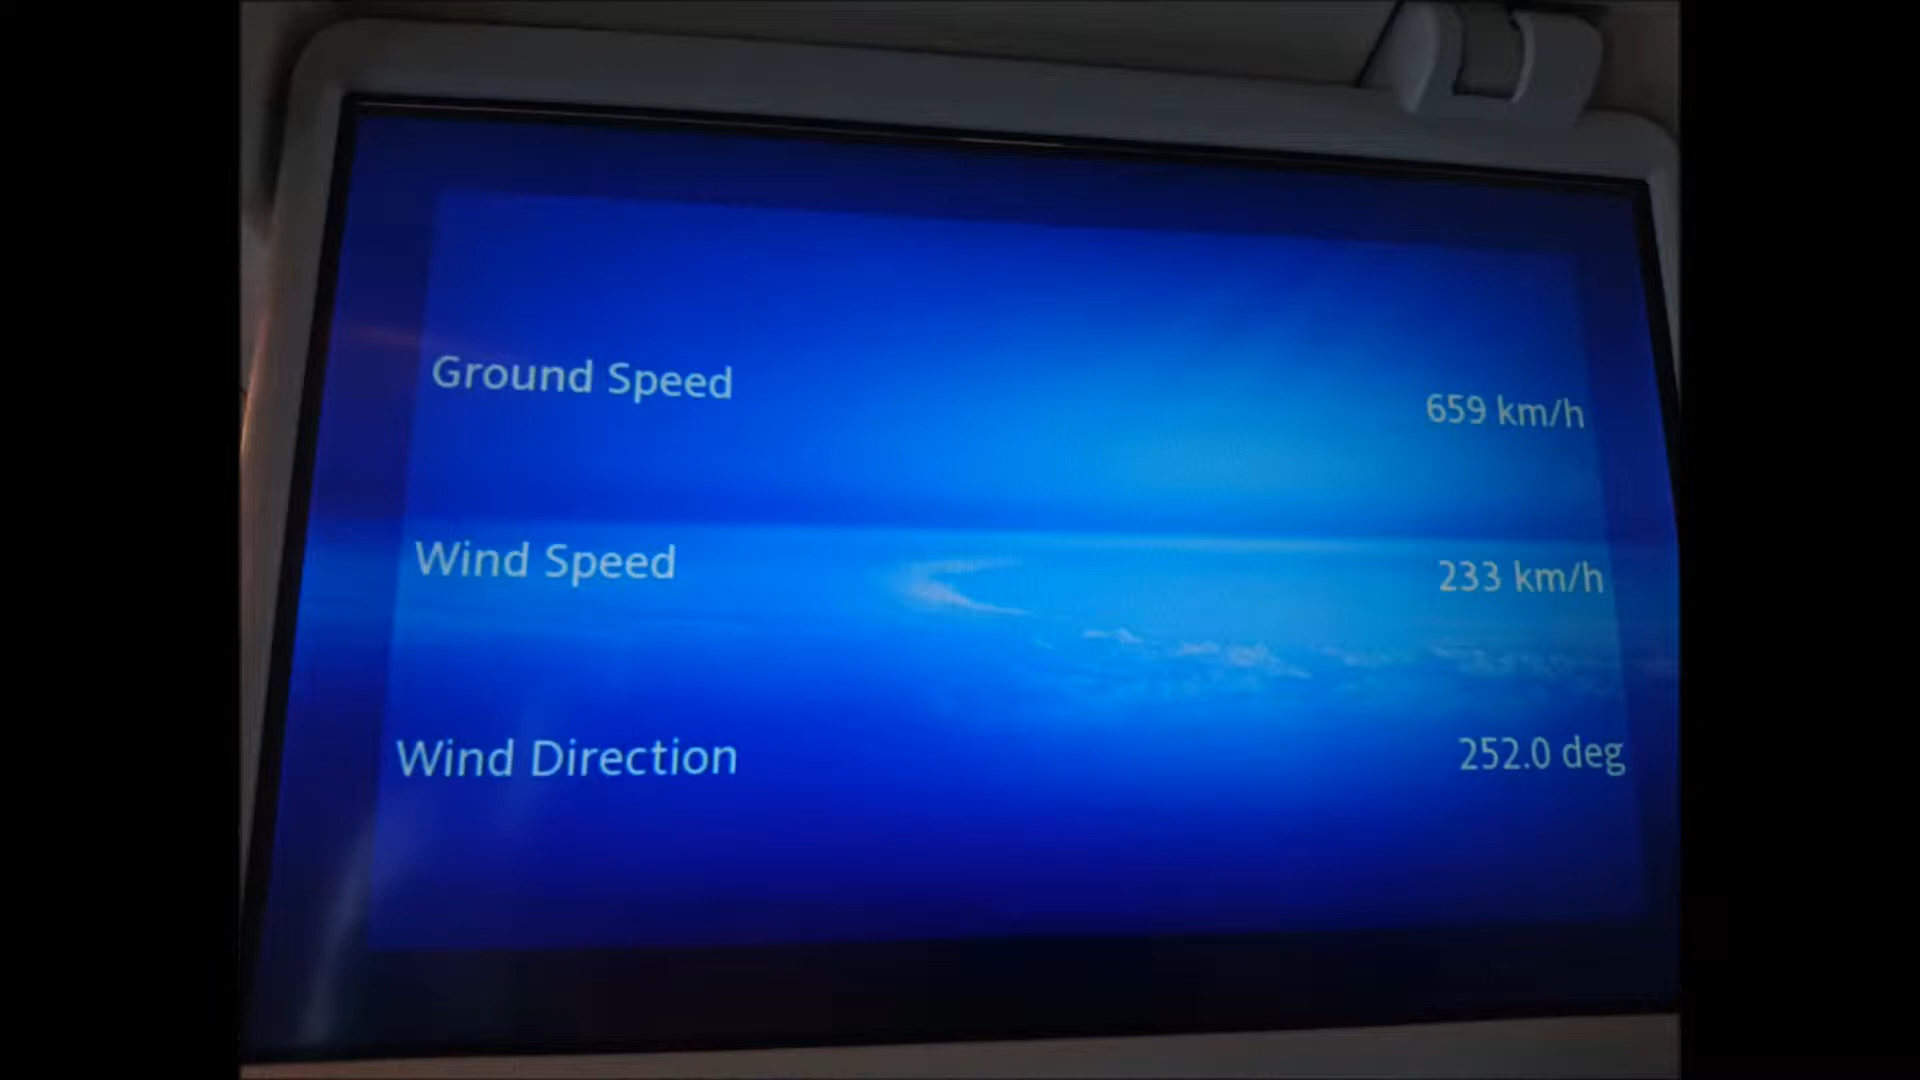 Ground Speed 659 km/h
Wind Speed 233 km/h
Wind Direction 252.0 deg